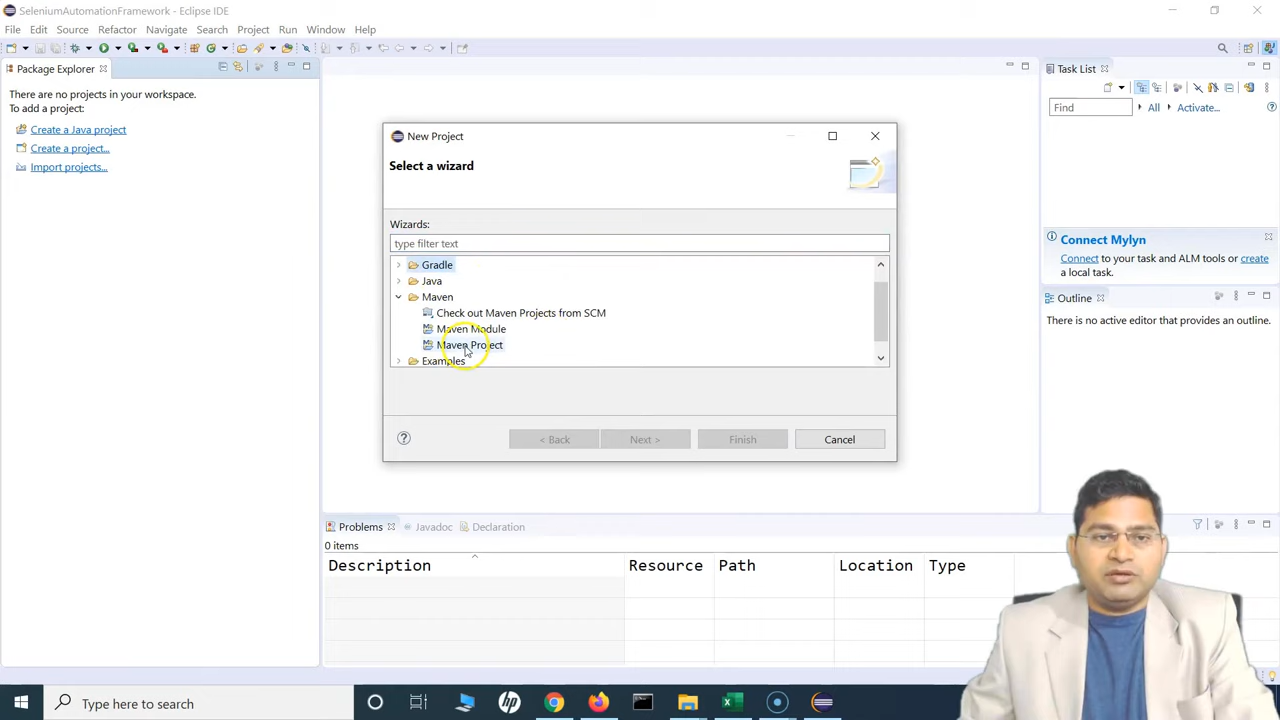 SeleniumAutomationFramework - Eclipse IDE
File Edit Source Refactor Navigate Search Project Run Window Help
Package Explorer
There are no projects in your workspace.
To add a project:
Create a Java project
Create a project...
Import projects...
New Project
Select a wizard
Wizards:
type filter text
Gradle
Java
Maven
Check out Maven Projects from SCM
Maven Module
Maven Project
Examples
< Back Next > Finish Cancel
Task List
Find All Activate...
Connect Mylyn
Connect to your task and ALM tools or create
a local task.
Outline
There is no active editor that provides an outline.
Problems Javadoc Declaration
0 items
Description Resource Path Location Type
Type here to search
hp